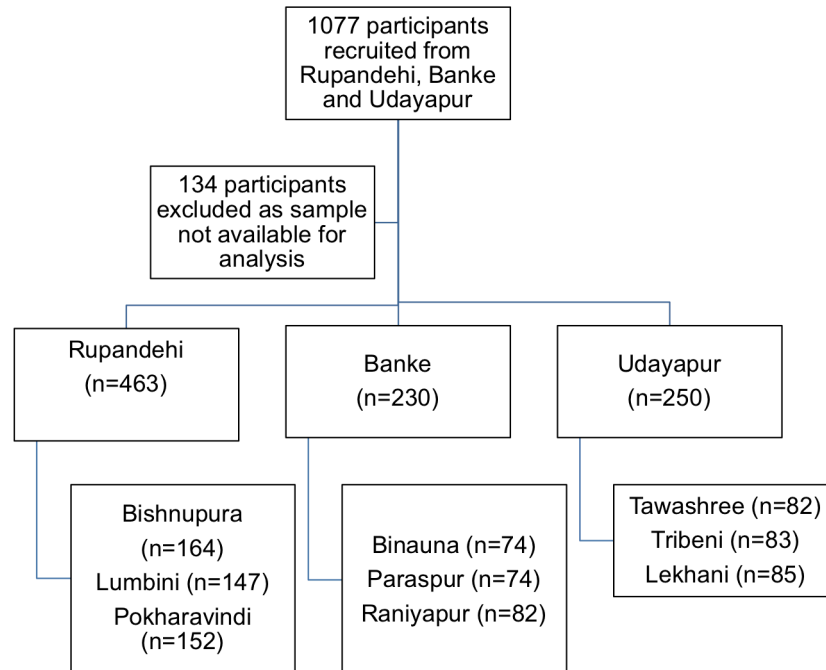 1077 participants
recruited from
Rupandehi, Banke
and Udayapur
134 participants
excluded as sample
not available for
analysis
Rupandehi
(n=463)
Banke
(n=230)
Udayapur
(n=250)
Bishnupura
(n=164)
Lumbini (n=147)
Pokharavindi
(n=152)
Binauna (n=74)
Paraspur (n=74)
Raniyapur (n=82)
Tawashree (n=82)
Tribeni (n=83)
Lekhani (n=85)